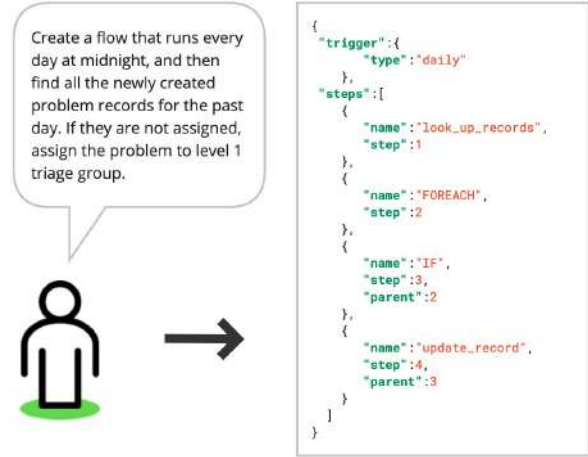 Create a flow that runs every
day at midnight, and then
find all the newly created
problem records for the past
day. If they are not assigned,
assign the problem to level 1
triage group.
{
"trigger":{
"type":"daily"
},
"steps":[
{
"name":"look_up_records",
"step":1
},
{
"name":"FOREACH",
"step":2
},
{
"name":"IF",
"step":3,
"parent":2
},
{
"name":"update_record",
"step":4,
"parent":3
}
]
}